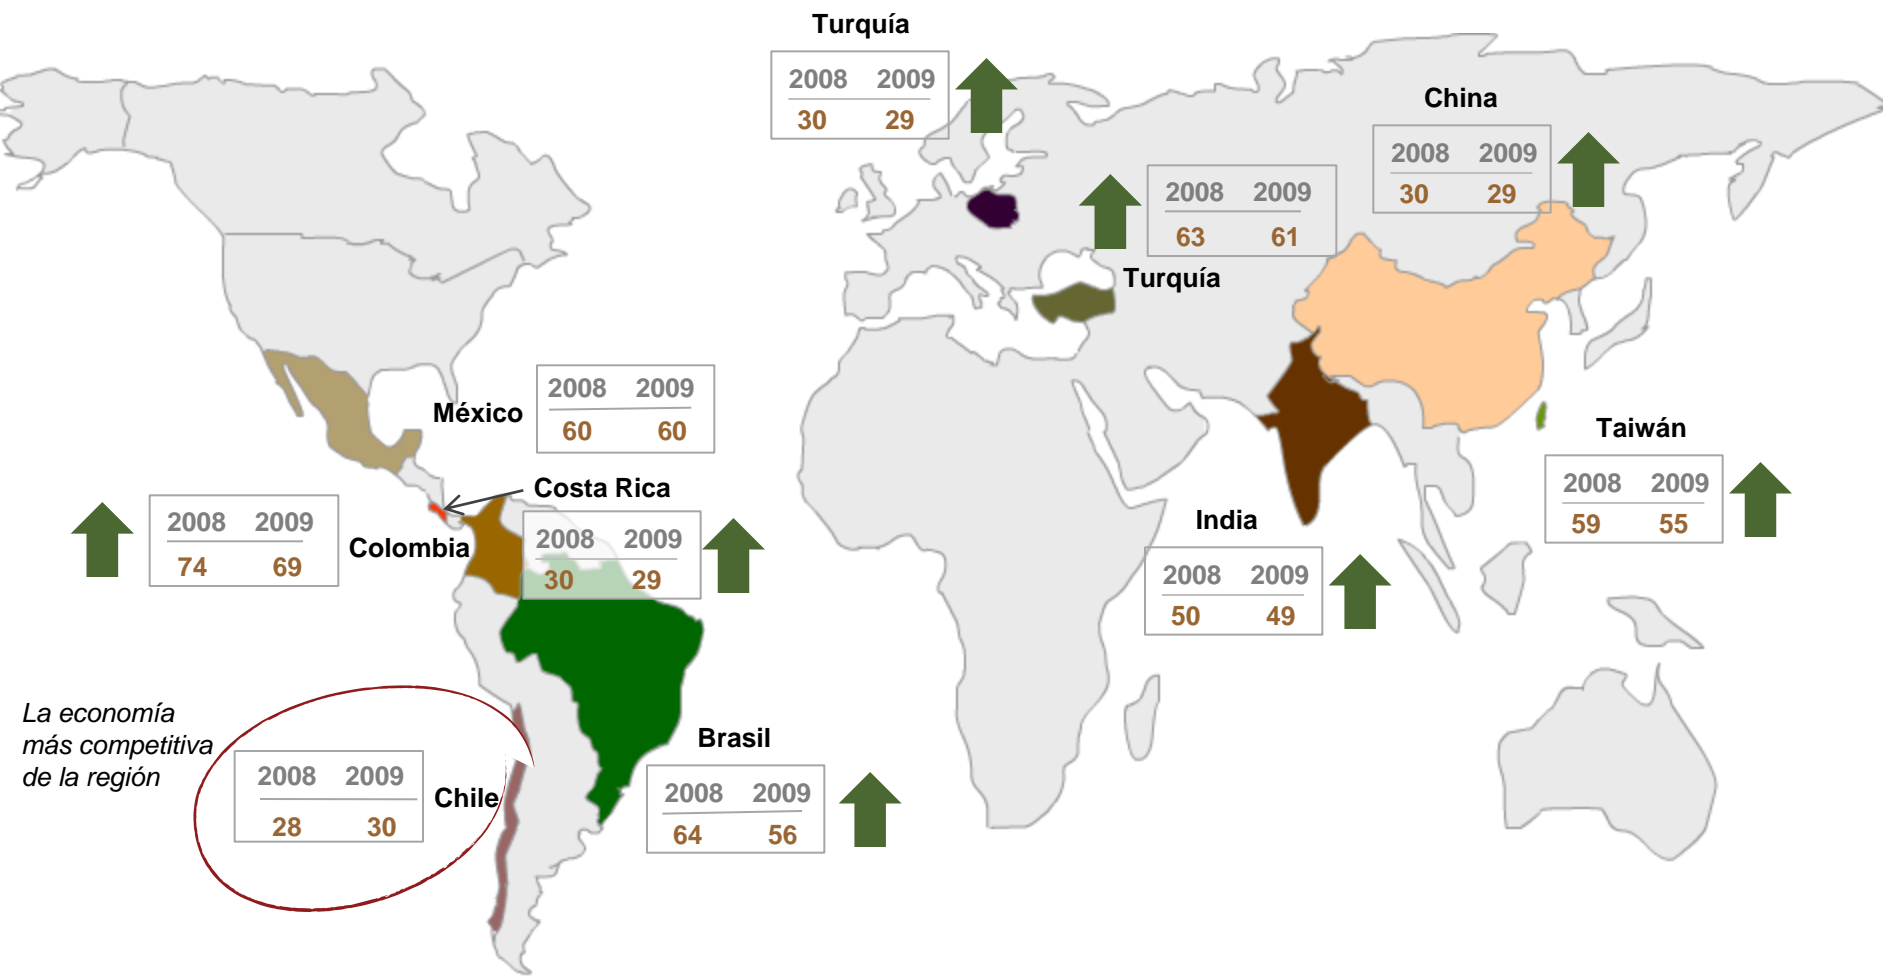 Turquía
2008 2009
30 29
China
2008 2009
30 29
2008 2009
63 61
Turquía
México
2008 2009
60 60
Costa Rica
2008 2009
30 29
2008 2009
74 69
Colombia
Taiwán
2008 2009
59 55
India
2008 2009
50 49
La economía
más competitiva
de la región
2008 2009
28 30
Chile
Brasil
2008 2009
64 56